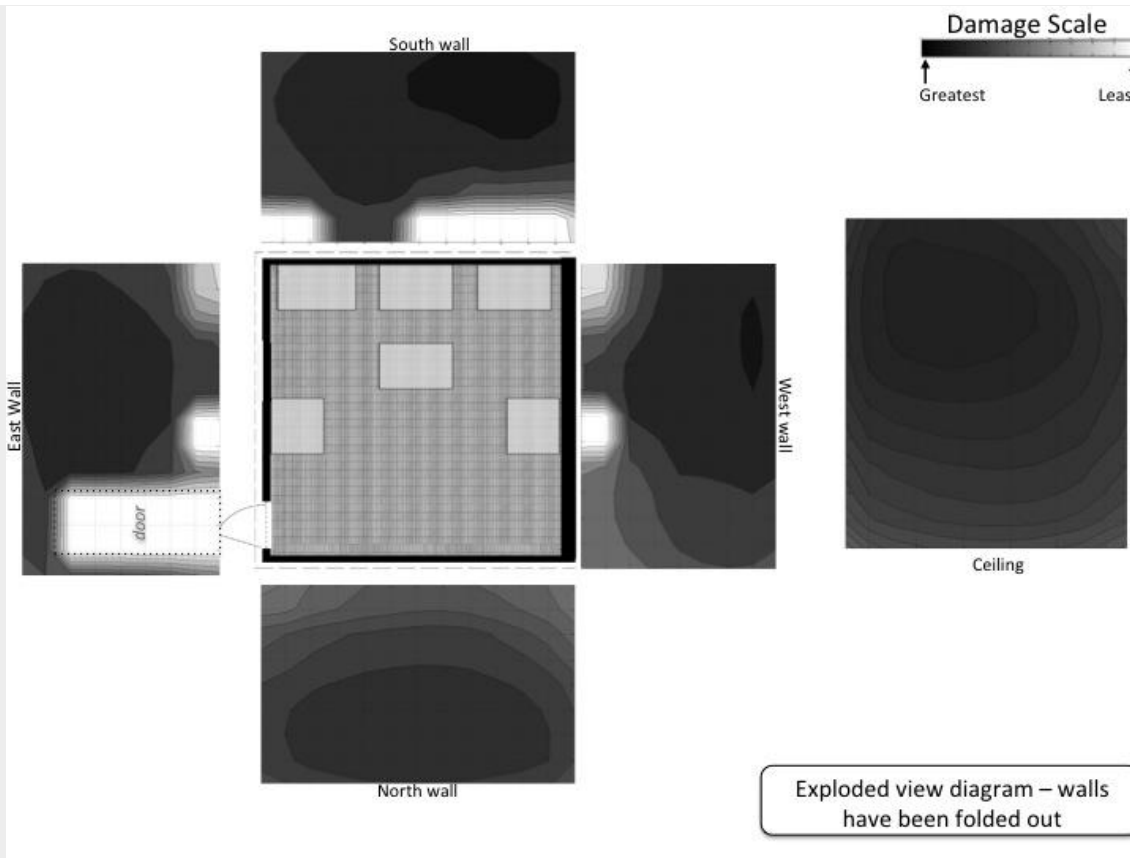 South wall
Damage Scale
Greatest
Leas
East Wall
door
West wall
Ceiling
North wall
Exploded view diagram – walls
have been folded out